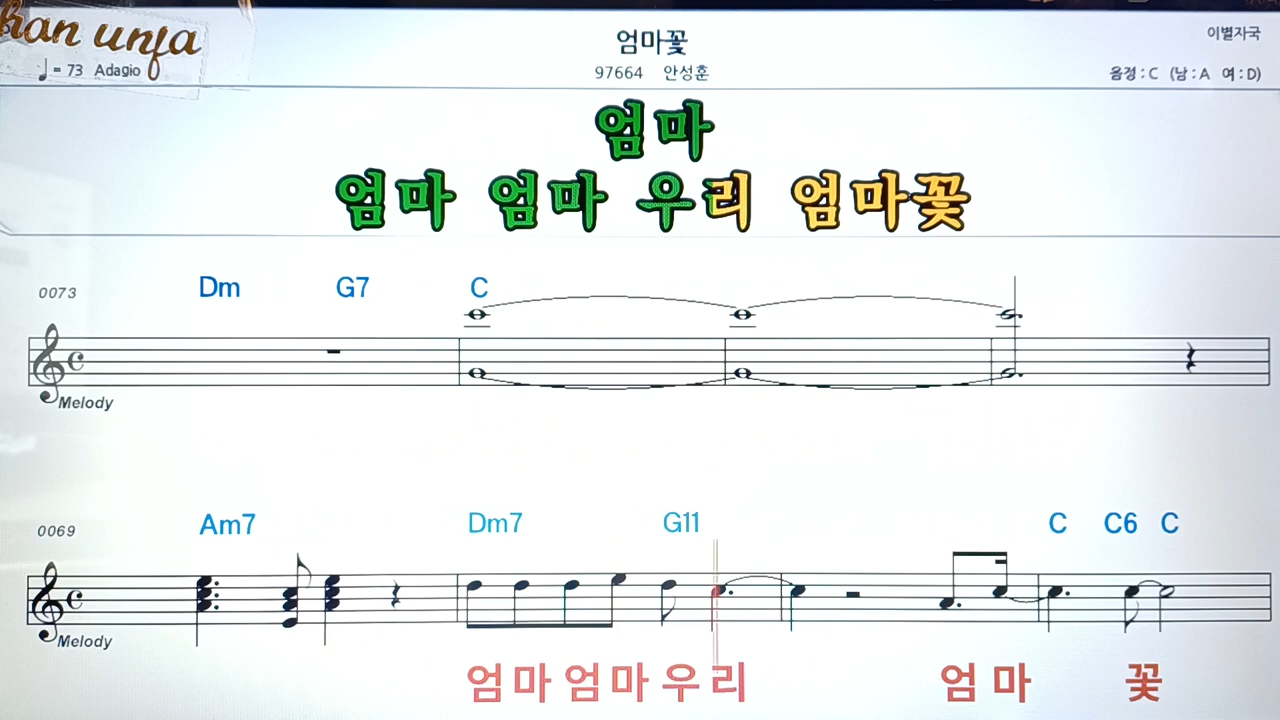 han unfa
엄마꽃
이별자국
♩= 73 Adagio
97664 안성훈
음정 : C (남 : A 여 : D)
엄마
엄마 엄마 우리 엄마꽃
0073
Dm G7 C
Melody
0069
Am7 Dm7 G11 C C6 C
Melody
엄마 엄마 우리 엄마 꽃